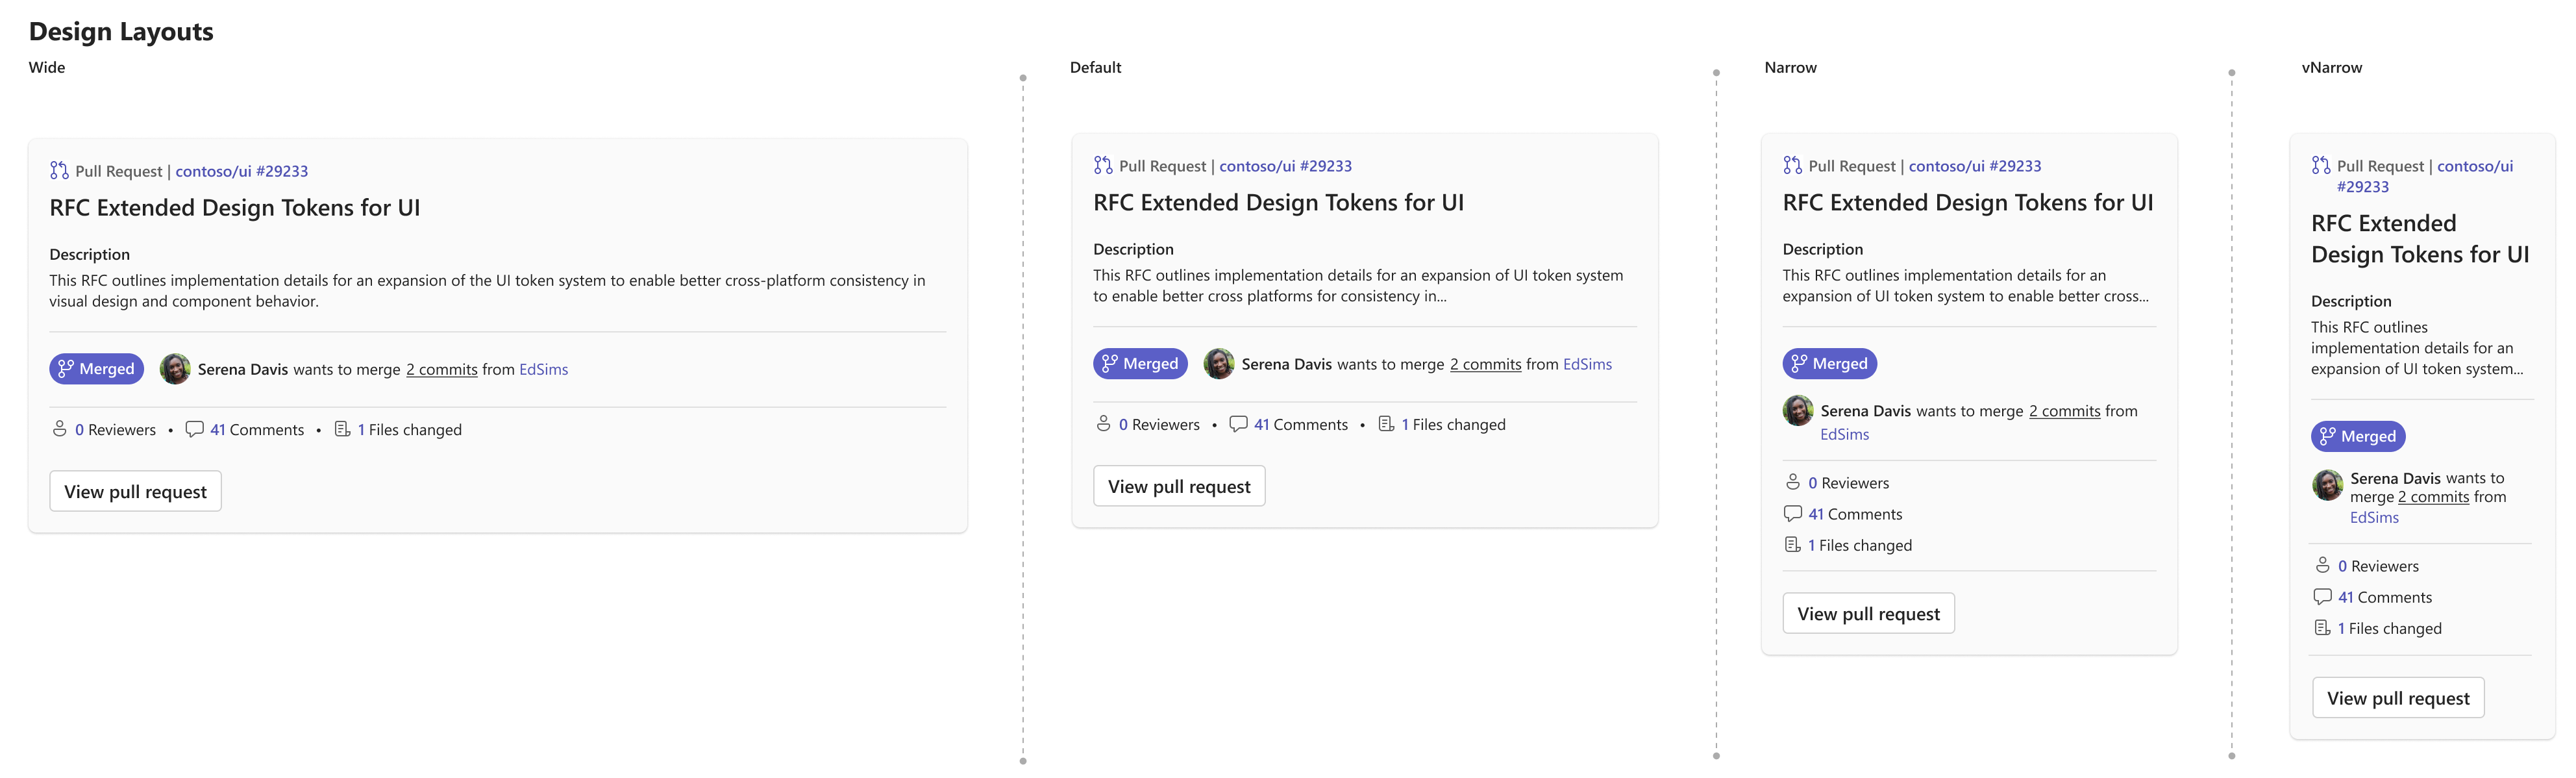 Design Layouts
Wide
Pull Request | contoso/ui #29233
RFC Extended Design Tokens for UI
Description
This RFC outlines implementation details for an expansion of the UI token system to enable better cross-platform consistency in
visual design and component behavior.
Merged
Serena Davis wants to merge 2 commits from EdSims
0 Reviewers • 41 Comments • 1 Files changed
View pull request
Default
Pull Request | contoso/ui #29233
RFC Extended Design Tokens for UI
Description
This RFC outlines implementation details for an expansion of UI token system
to enable better cross platforms for consistency in...
Merged
Serena Davis wants to merge 2 commits from EdSims
0 Reviewers • 41 Comments • 1 Files changed
View pull request
Narrow
Pull Request | contoso/ui #29233
RFC Extended Design Tokens for UI
Description
This RFC outlines implementation details for an
expansion of UI token system to enable better cross...
Merged
Serena Davis wants to merge 2 commits from
EdSims
0 Reviewers
41 Comments
1 Files changed
View pull request
vNarrow
Pull Request | contoso/ui
#29233
RFC Extended
Design Tokens for UI
Description
This RFC outlines
implementation details for an
expansion of UI token system...
Merged
Serena Davis wants to
merge 2 commits from
EdSims
0 Reviewers
41 Comments
1 Files changed
View pull request